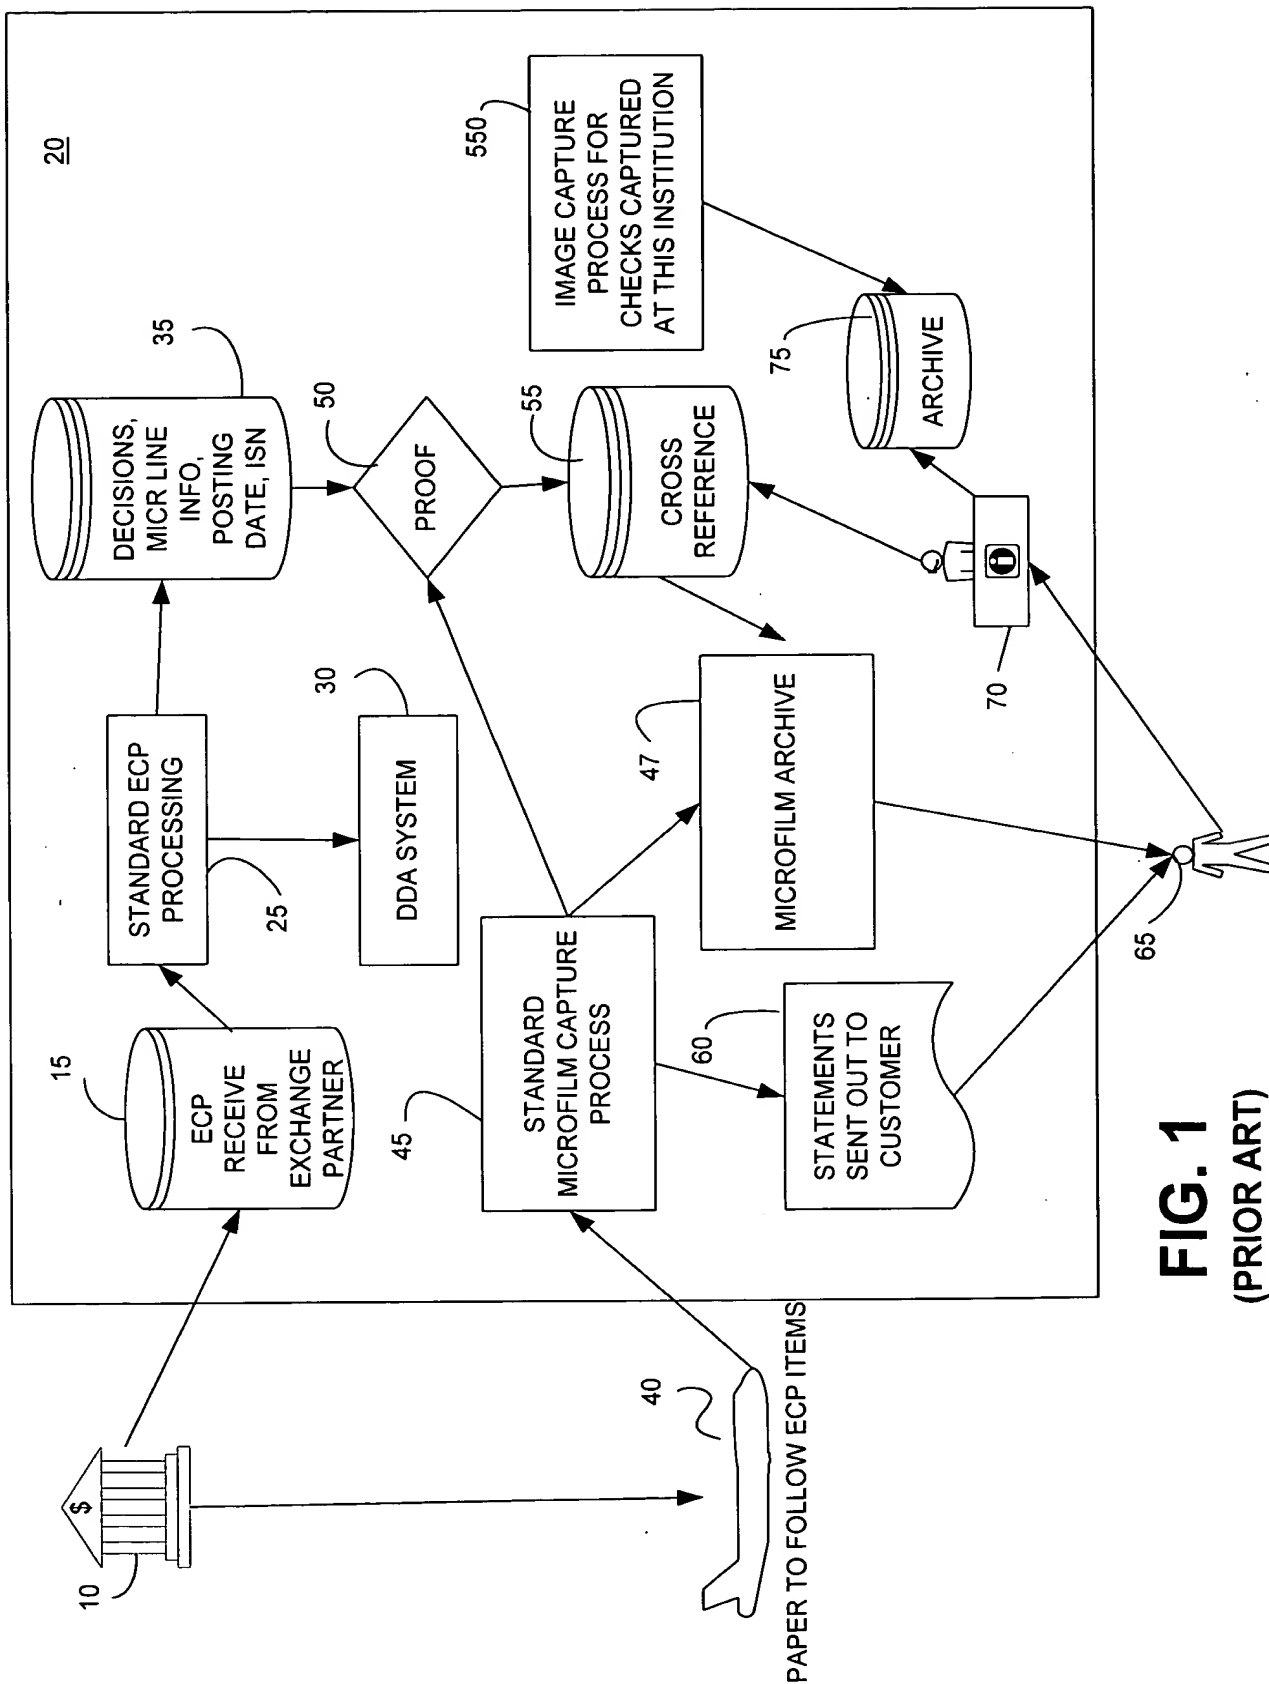 20
10
$
15
ECP
RECEIVE
FROM
EXCHANGE
PARTNER
STANDARD ECP
PROCESSING
25
DECISIONS,
MICR LINE
INFO,
POSTING
DATE, ISN
35
DDA SYSTEM
30
PROOF
50
40
PAPER TO FOLLOW ECP ITEMS
45
STANDARD
MICROFILM CAPTURE
PROCESS
CROSS
REFERENCE
55
550
IMAGE CAPTURE
PROCESS FOR
CHECKS CAPTURED
AT THIS INSTITUTION
60
STATEMENTS
SENT OUT TO
CUSTOMER
47
MICROFILM ARCHIVE
75
ARCHIVE
i
70
65
FIG. 1
(PRIOR ART)